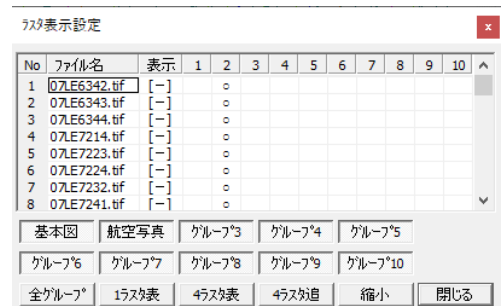 ﾗｽﾀ表示設定
x
No ファイル名 表示 1 2 3 4 5 6 7 8 9 10
1 07LE6342.tif [－] ○
2 07LE6343.tif [－] ○
3 07LE6344.tif [－] ○
4 07LE7214.tif [－] ○
5 07LE7223.tif [－] ○
6 07LE7224.tif [－] ○
7 07LE7232.tif [－] ○
8 07LE7241.tif [－] ○
基本図 航空写真 ｸﾞﾙｰﾌﾟ3 ｸﾞﾙｰﾌﾟ4 ｸﾞﾙｰﾌﾟ5
ｸﾞﾙｰﾌﾟ6 ｸﾞﾙｰﾌﾟ7 ｸﾞﾙｰﾌﾟ8 ｸﾞﾙｰﾌﾟ9 ｸﾞﾙｰﾌﾟ10
全ｸﾞﾙｰﾌﾟ 1ﾗｽﾀ表 4ﾗｽﾀ表 4ﾗｽﾀ追 縮小 閉じる